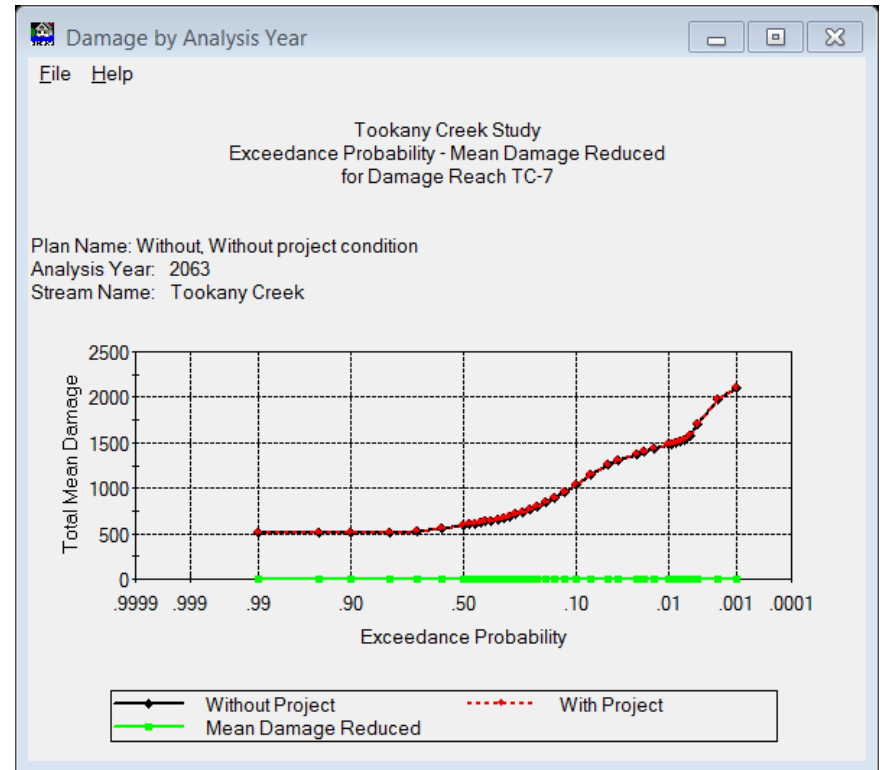 Damage by Analysis Year
File Help
Tookany Creek Study
Exceedance Probability - Mean Damage Reduced
for Damage Reach TC-7
Plan Name: Without, Without project condition
Analysis Year: 2063
Stream Name: Tookany Creek
2500
2000
1500
1000
500
0
Total Mean Damage
.9999 .999 .99 .90 .50 .10 .01 .001 .0001
Exceedance Probability
Without Project With Project
Mean Damage Reduced